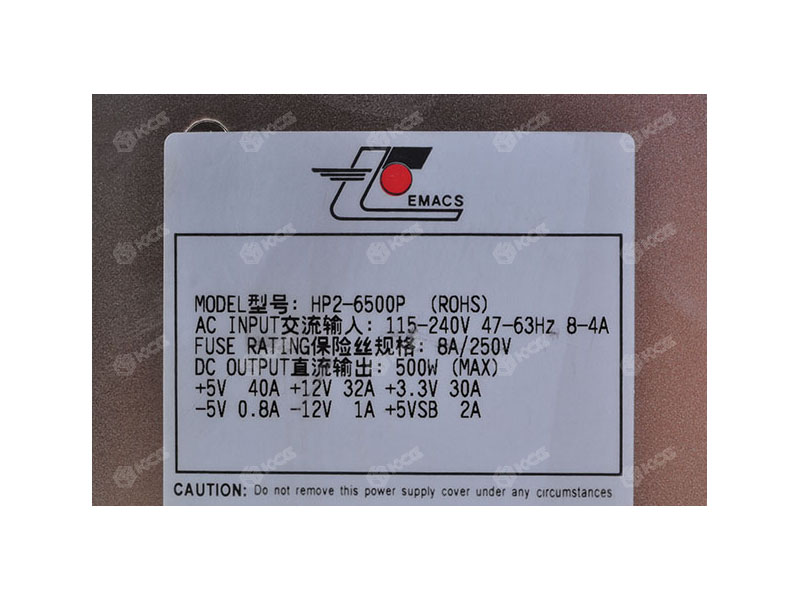 EMACS
MODEL型号: HP2-6500P (ROHS)
AC INPUT交流输入: 115-240V 47-63Hz 8-4A
FUSE RATING保险丝规格: 8A/250V
DC OUTPUT直流输出: 500W (MAX)
+5V 40A +12V 32A +3.3V 30A
-5V 0.8A -12V 1A +5VSB 2A
CAUTION: Do not remove this power supply cover under any circumstances